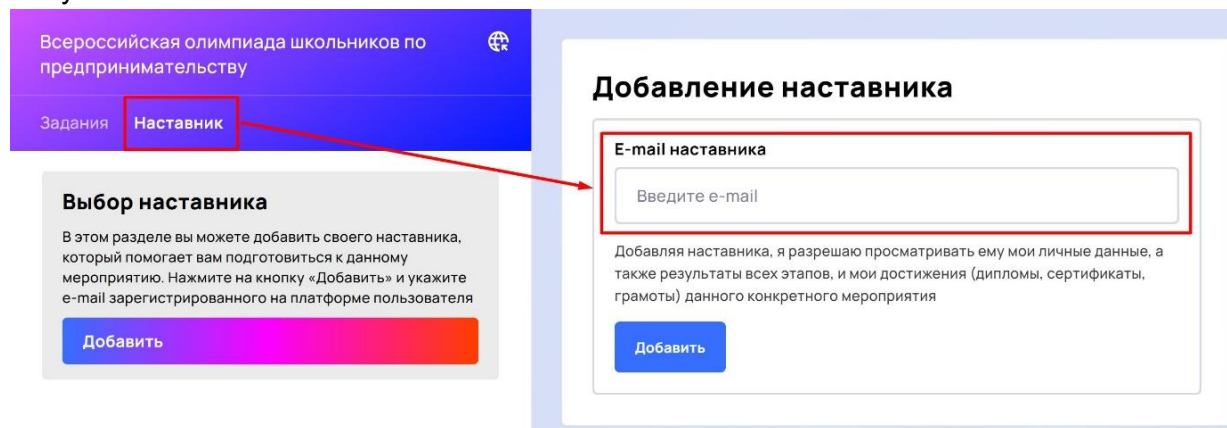 Всероссийская олимпиада школьников по
предпринимательству
Задания Наставник
Выбор наставника
В этом разделе вы можете добавить своего наставника,
который помогает вам подготовиться к данному
мероприятию. Нажмите на кнопку «Добавить» и укажите
e-mail зарегистрированного на платформе пользователя
Добавить
Добавление наставника
E-mail наставника
Введите e-mail
Добавляя наставника, я разрешаю просматривать ему мои личные данные, а
также результаты всех этапов, и мои достижения (дипломы, сертификаты,
грамоты) данного конкретного мероприятия
Добавить